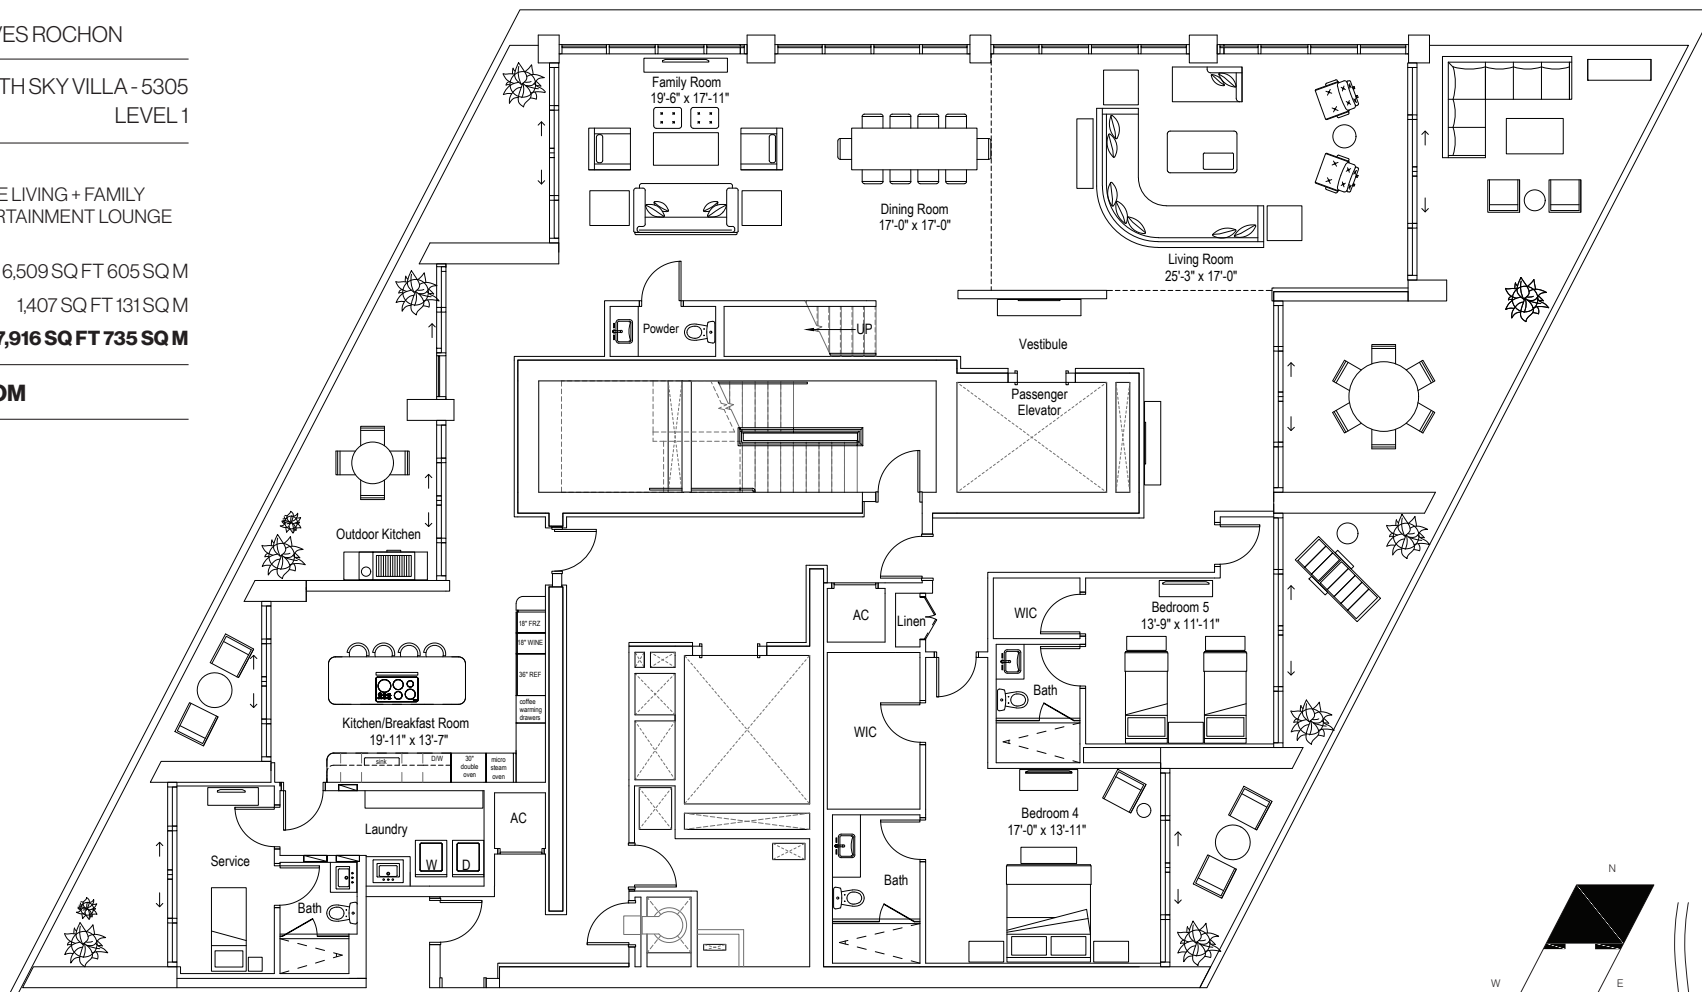 VES ROCHON
TH SKY VILLA - 5305
LEVEL 1
E LIVING + FAMILY
RTAINMENT LOUNGE
6,509 SQ FT 605 SQ M
1,407 SQ FT 131 SQ M
7,916 SQ FT 735 SQ M
OM
Family Room
19'-6" x 17'-11"
Dining Room
17'-0" x 17'-0"
Living Room
25'-3" x 17'-0"
Powder
UP
Vestibule
Passenger
Elevator
Outdoor Kitchen
18" FRZ
18" WINE
36" REF
coffee
warming
drawers
Kitchen/Breakfast Room
19'-11" x 13'-7"
sink
D/W
30"
double
oven
micro
steam
oven
AC
Linen
WIC
Bedroom 5
13'-9" x 11'-11"
Bath
A
WIC
Bedroom 4
17'-0" x 13'-11"
Bath
A
AC
Laundry
W
D
Service
Bath
A
N
W
E